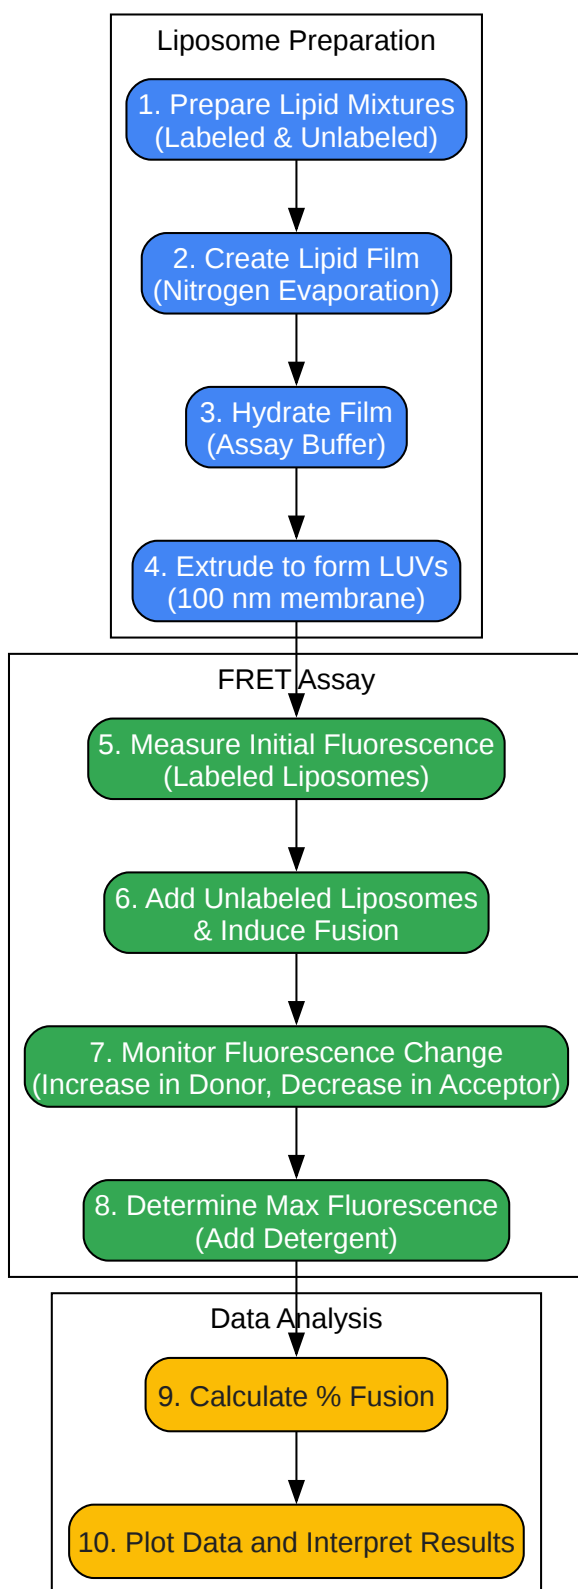 Liposome Preparation
1. Prepare Lipid Mixtures
(Labeled & Unlabeled)
2. Create Lipid Film
(Nitrogen Evaporation)
3. Hydrate Film
(Assay Buffer)
4. Extrude to form LUVs
(100 nm membrane)
FRET Assay
5. Measure Initial Fluorescence
(Labeled Liposomes)
6. Add Unlabeled Liposomes
& Induce Fusion
7. Monitor Fluorescence Change
(Increase in Donor, Decrease in Acceptor)
8. Determine Max Fluorescence
(Add Detergent)
Data Analysis
9. Calculate % Fusion
10. Plot Data and Interpret Results